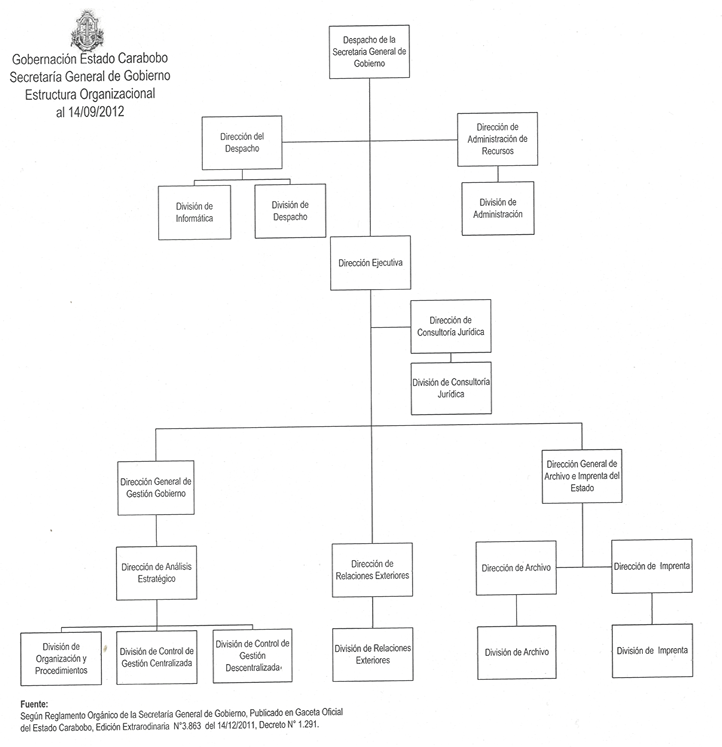 Gobernación Estado Carabobo
Secretaría General de Gobierno
Estructura Organizacional
al 14/09/2012
Despacho de la
Secretaria General de
Gobierno
Dirección del
Despacho
Dirección de
Administración de
Recursos
División de
Informática
División de
Despacho
División de
Administración
Dirección Ejecutiva
Dirección de
Consultoría Jurídica
División de Consultoría
Jurídica
Dirección General de
Gestión Gobierno
Dirección General de
Archivo e Imprenta del
Estado
Dirección de Análisis
Estratégico
Dirección de
Relaciones Exteriores
Dirección de Archivo
Dirección de Imprenta
División de
Organización y
Procedimientos
División de Control de
Gestión Centralizada
División de Control de
Gestión
Descentralizada
División de Relaciones
Exteriores
División de Archivo
División de Imprenta
Fuente:
Según Reglamento Orgánico de la Secretaría General de Gobierno, Publicado en Gaceta Oficial
del Estado Carabobo, Edición Extrarodinaria N°3.863 del 14/12/2011, Decreto N° 1.291.